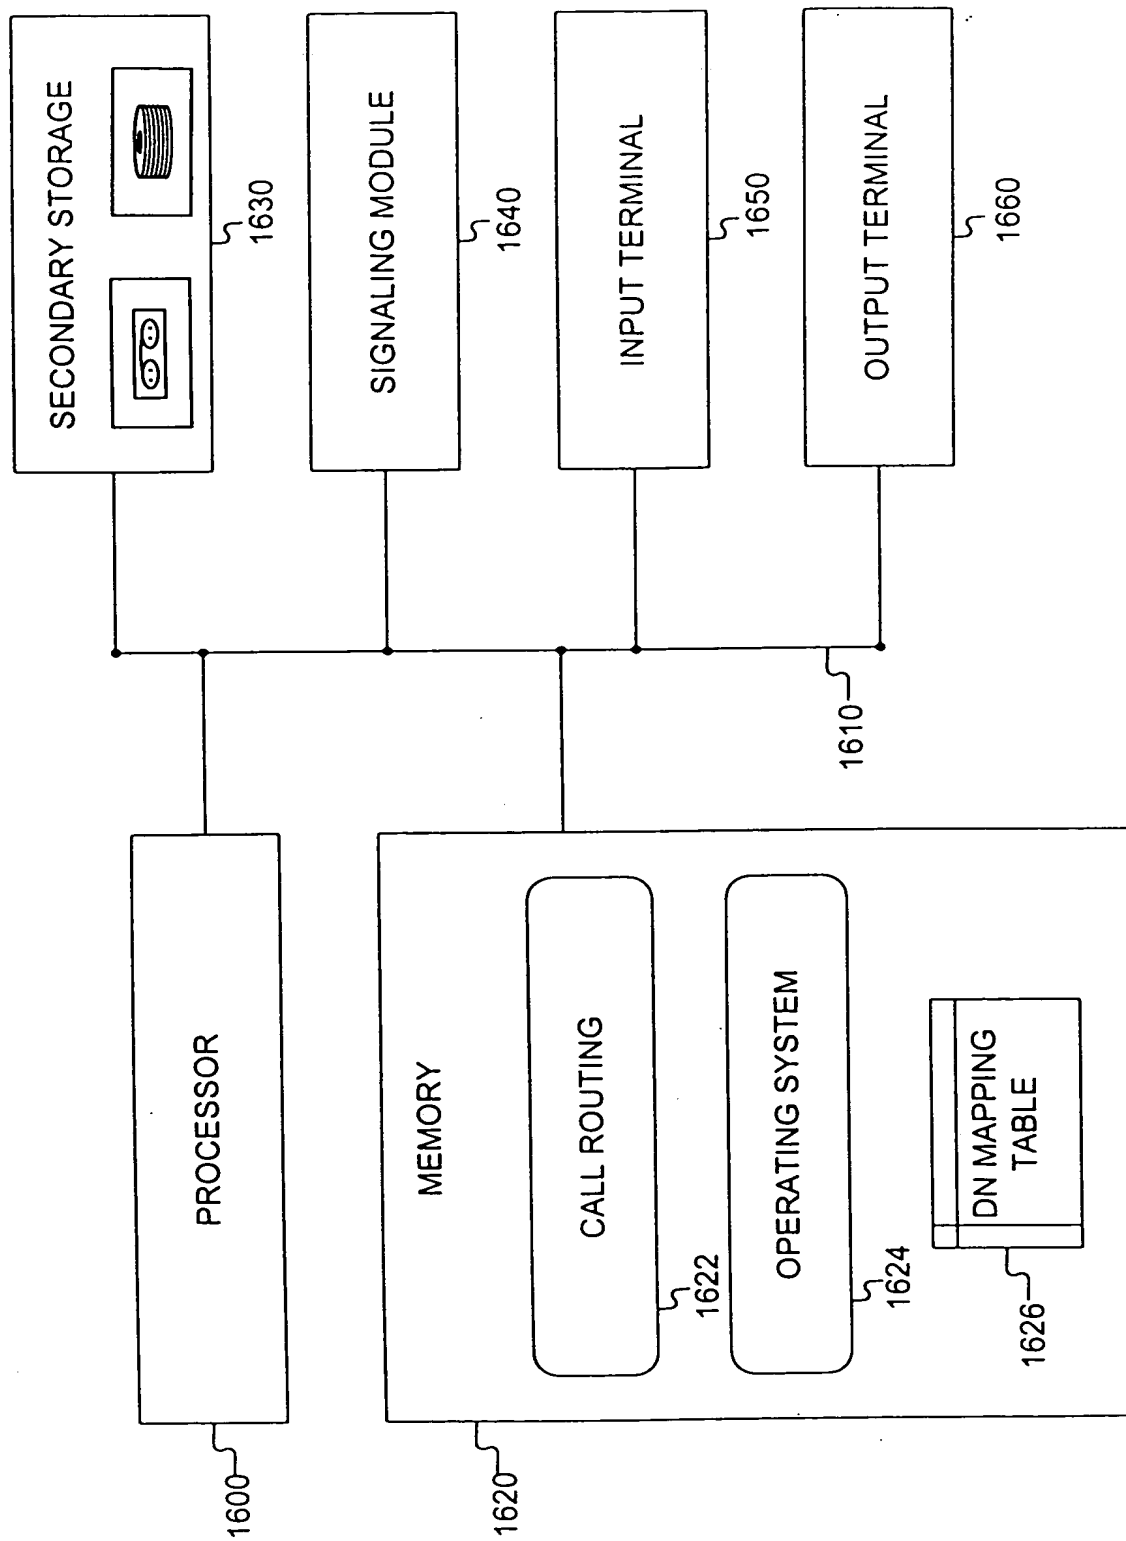 PROCESSOR
1600
MEMORY
1620
CALL ROUTING
1622
OPERATING SYSTEM
1624
DN MAPPING
TABLE
1626
1610
SECONDARY STORAGE
1630
SIGNALING MODULE
1640
INPUT TERMINAL
1650
OUTPUT TERMINAL
1660